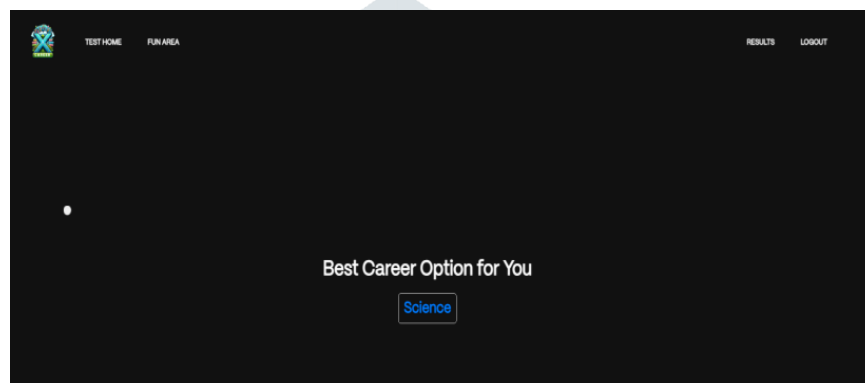 TEST HOME FUN AREA RESULTS LOGOUT
Best Career Option for You
Science